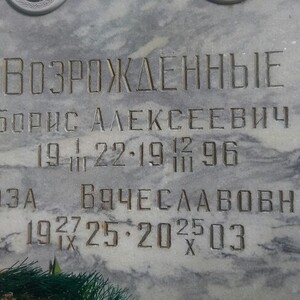 ВОЗРОЖДЕННЫЕ
БОРИС АЛЕКСЕЕВИЧ
19 1/III 22 · 19 12/III 96
ВЯЧЕСЛАВОВН
19 27/IX 25 · 20 25/X 03